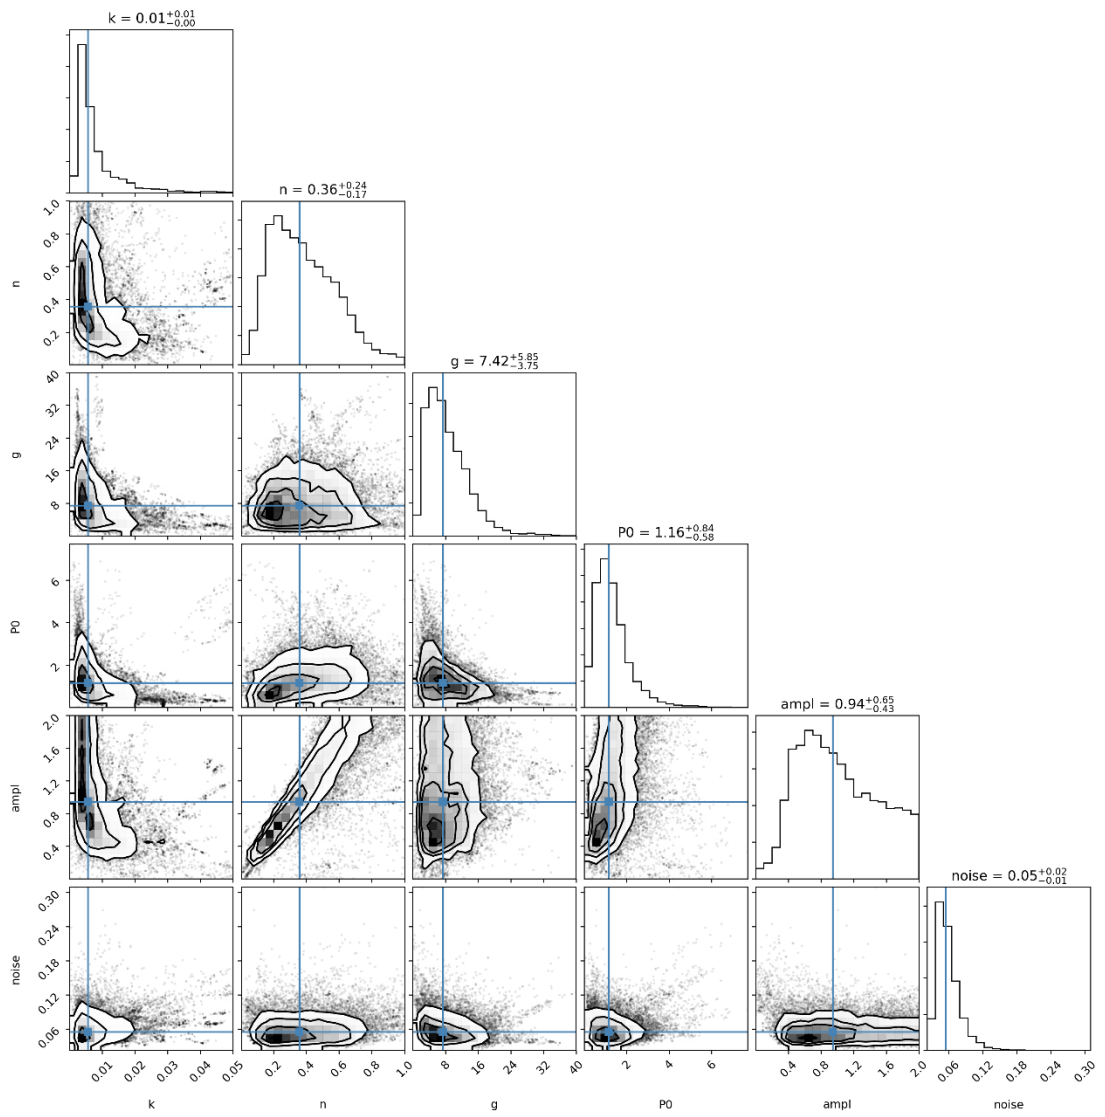 k = 0.01+0.01−0.00
n = 0.36+0.24−0.17
1.0
0.8
0.6
0.4
0.2
n
g = 7.42+5.85−3.75
40
32
24
16
8
g
P0 = 1.16+0.84−0.58
6
4
2
P0
ampl = 0.94+0.65−0.43
2.0
1.6
1.2
0.8
0.4
ampl
noise = 0.05+0.02−0.01
0.30
0.24
0.18
0.12
0.06
noise
0.01 0.02 0.03 0.04 0.05 0.2 0.4 0.6 0.8 1.0 8 16 24 32 40 2 4 6 0.4 0.8 1.2 1.6 2.0 0.06 0.12 0.18 0.24 0.30
k n g P0 ampl noise